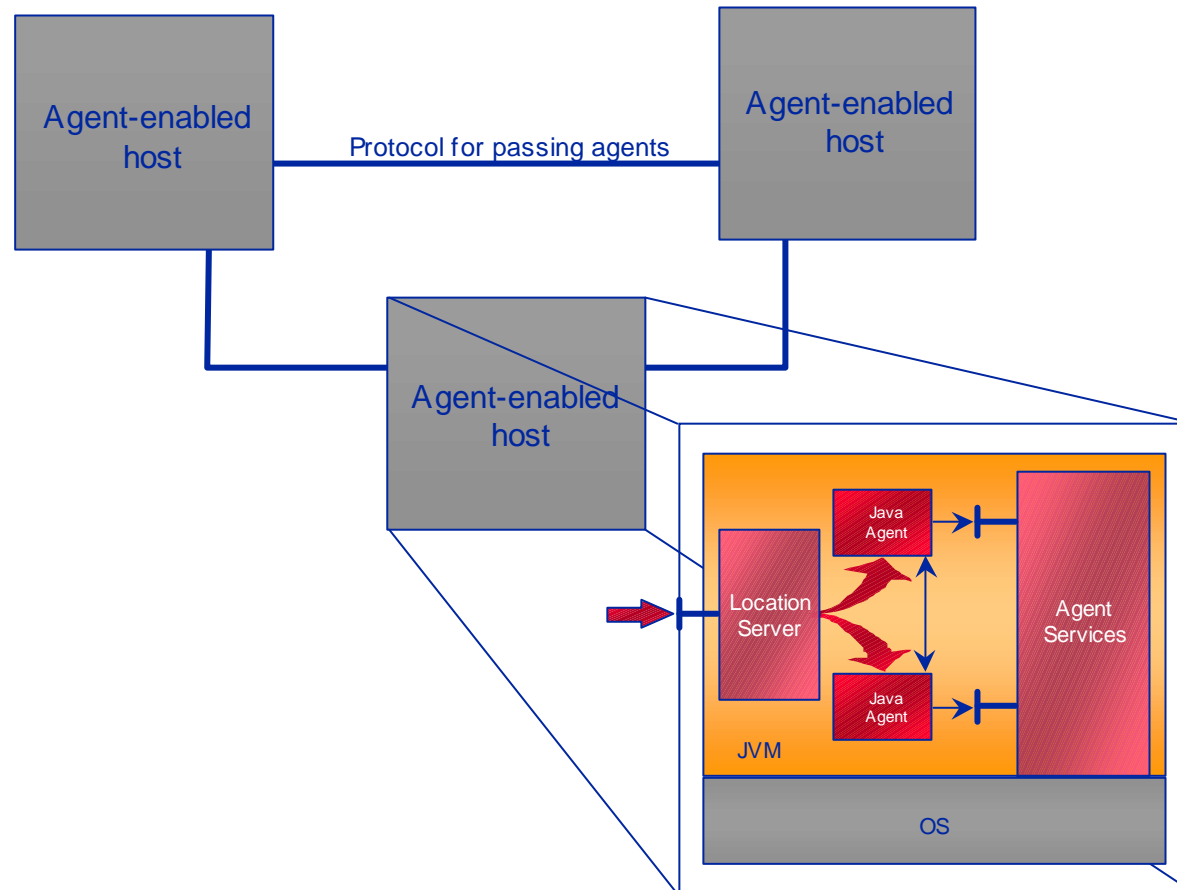 Agent-enabled
host
Protocol for passing agents
Agent-enabled
host
Agent-enabled
host
Java
Agent
Location
Server
Agent
Services
Java
Agent
JVM
OS